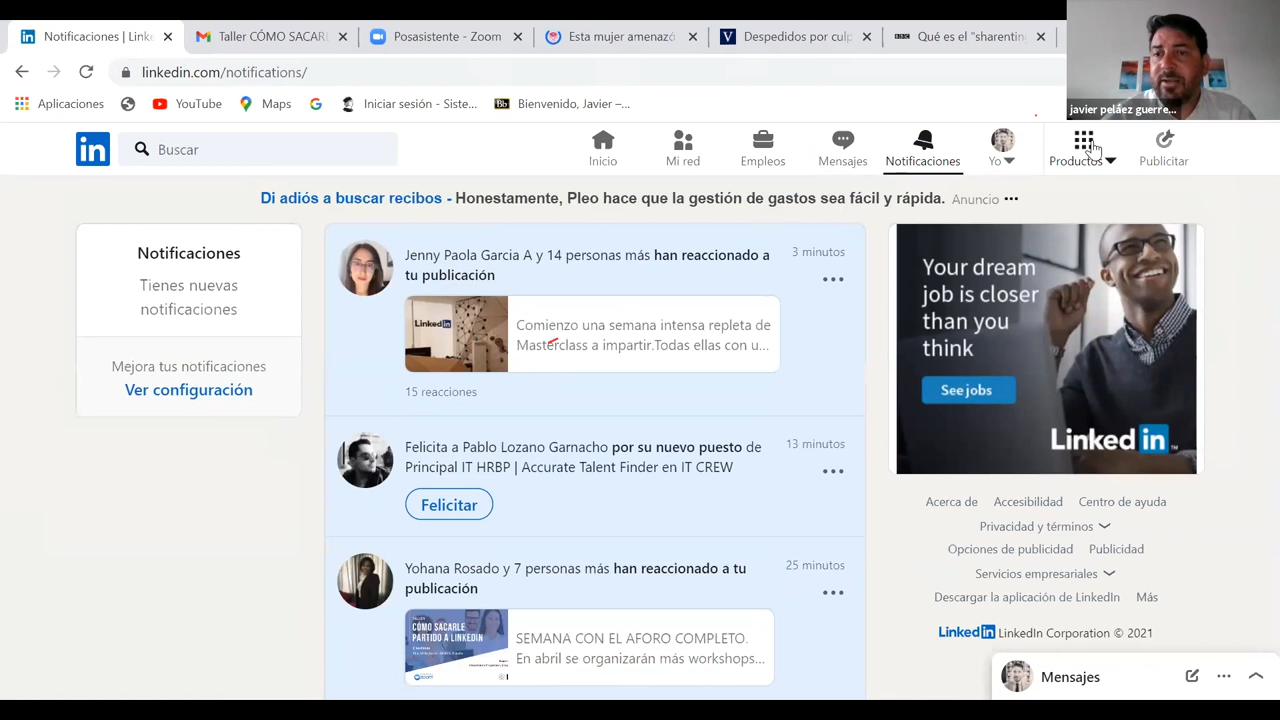 Notificaciones | Linke
Taller CÓMO SACARL
Posasistente - Zoom
Esta mujer amenazó
Despedidos por culp
BBC
Qué es el "sharenting
linkedin.com/notifications/
Aplicaciones
YouTube
Maps
Iniciar sesión - Siste...
Bb
Bienvenido, Javier –...
javier peláez guerre...
in
Buscar
Inicio
Mi red
Empleos
Mensajes
Notificaciones
Yo
Productos
Publicitar
Di adiós a buscar recibos - Honestamente, Pleo hace que la gestión de gastos sea fácil y rápida. Anuncio
Notificaciones
Tienes nuevas
notificaciones
Mejora tus notificaciones
Ver configuración
Jenny Paola Garcia A y 14 personas más han reaccionado a
tu publicación
3 minutos
Linkedin
Comienzo una semana intensa repleta de
Masterclass a impartir.Todas ellas con u...
15 reacciones
Felicita a Pablo Lozano Garnacho por su nuevo puesto de
Principal IT HRBP | Accurate Talent Finder en IT CREW
13 minutos
Felicitar
Yohana Rosado y 7 personas más han reaccionado a tu
publicación
25 minutos
CÓMO SACARLE
PARTIDO A LINKEDIN
zoom
SEMANA CON EL AFORO COMPLETO.
En abril se organizarán más workshops...
Your dream
job is closer
than you
think
See jobs
Linkedin
Acerca de
Accesibilidad
Centro de ayuda
Privacidad y términos
Opciones de publicidad
Publicidad
Servicios empresariales
Descargar la aplicación de LinkedIn
Más
Linkedin LinkedIn Corporation © 2021
Mensajes